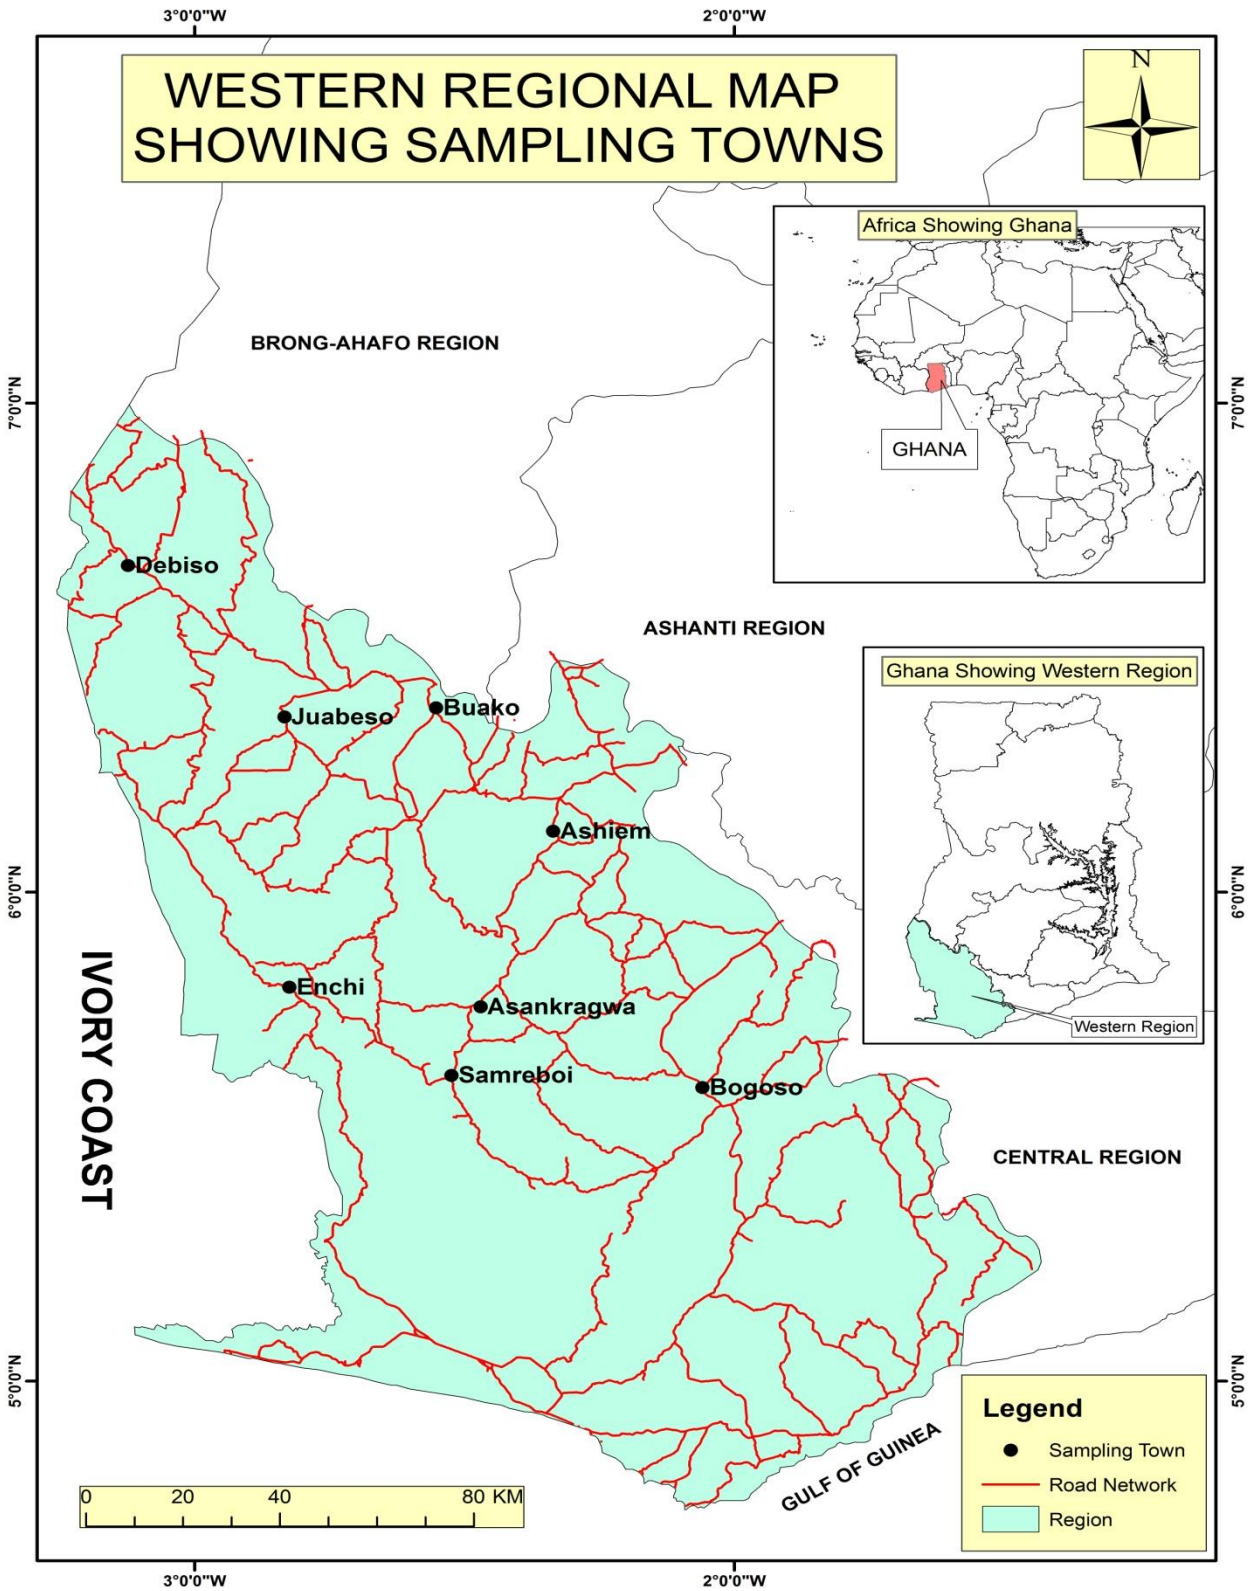 3°0'0"W
2°0'0"W
WESTERN REGIONAL MAP
SHOWING SAMPLING TOWNS
N
Africa Showing Ghana
GHANA
BRONG-AHAFO REGION
7°0'0"N
7°0'0"N
Debiso
ASHANTI REGION
Ghana Showing Western Region
Western Region
Juabeso
Buako
Ashiem
6°0'0"N
6°0'0"N
IVORY COAST
Enchi
Asankragwa
Samreboi
Bogoso
CENTRAL REGION
5°0'0"N
5°0'0"N
GULF OF GUINEA
Legend
Sampling Town
Road Network
Region
0 20 40 80 KM
3°0'0"W
2°0'0"W